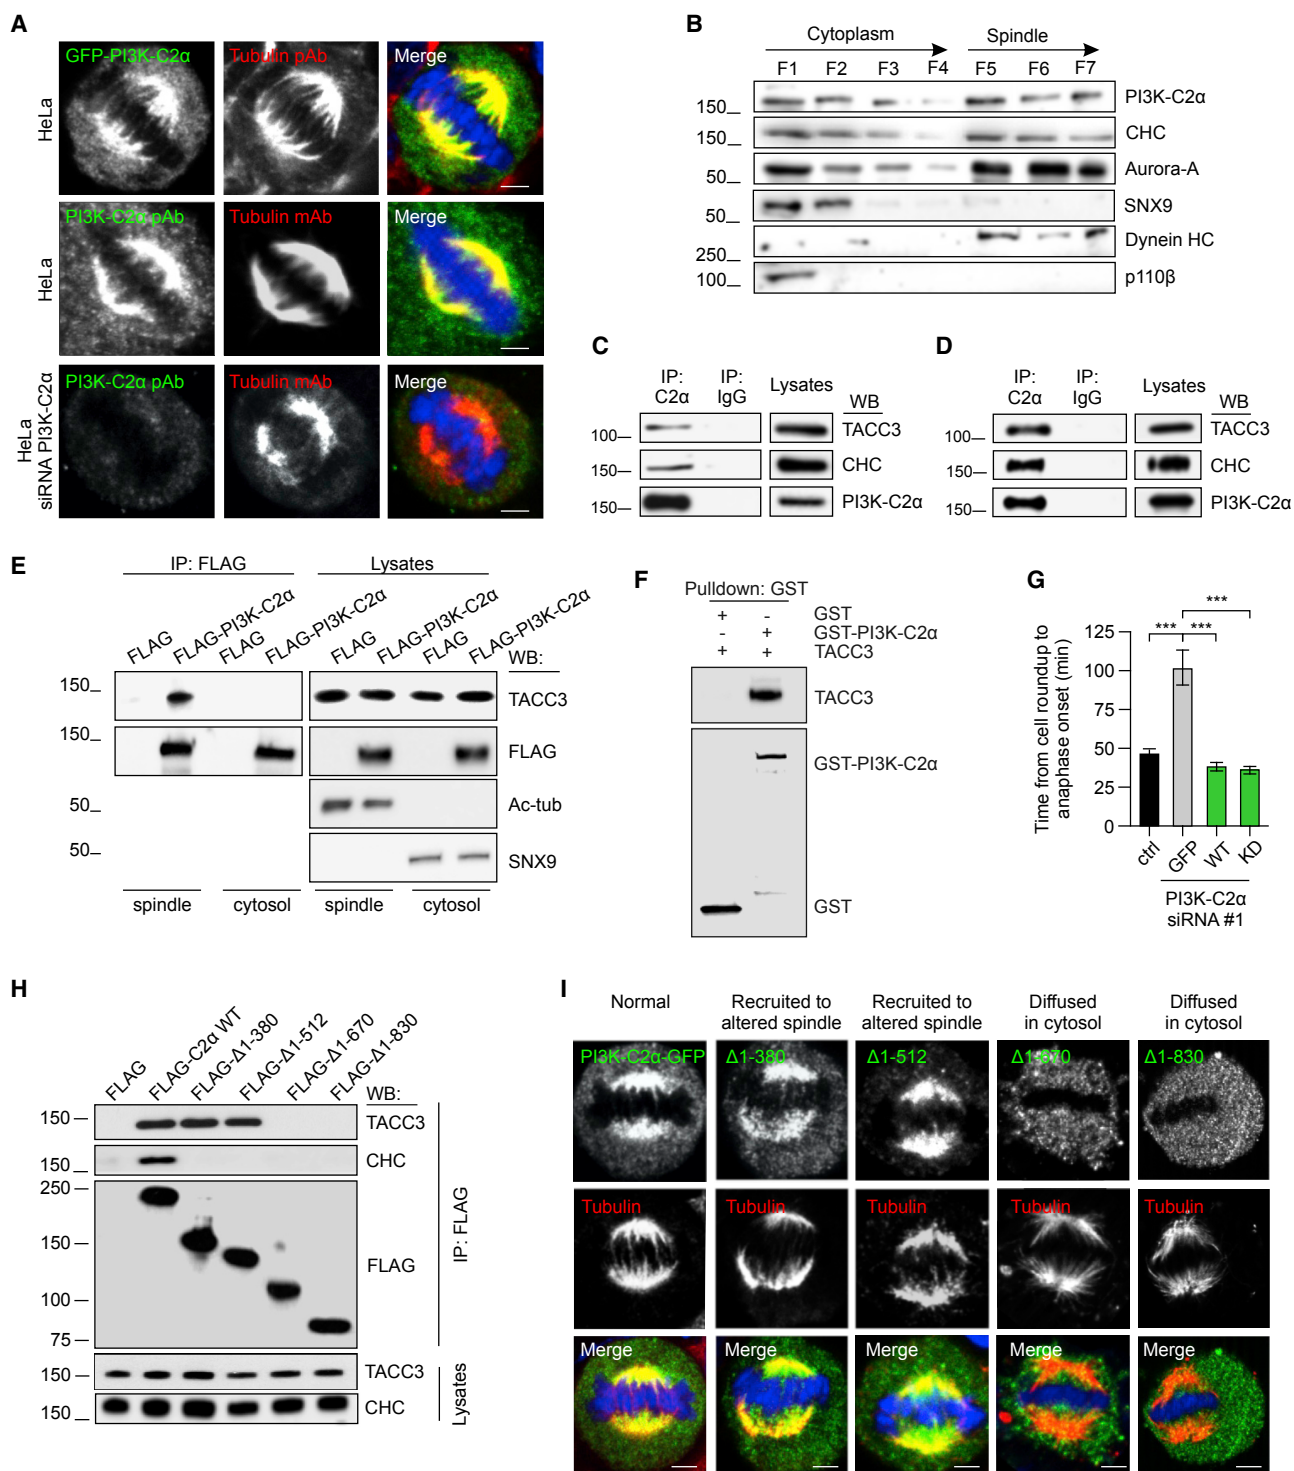 A
GFP-PI3K-C2α
Tubulin pAb
Merge
HeLa
PI3K-C2α pAb
Tubulin mAb
Merge
HeLa
PI3K-C2α pAb
Tubulin mAb
Merge
HeLa
siRNA PI3K-C2α
B
Cytoplasm
Spindle
F1 F2 F3 F4 F5 F6 F7
150 PI3K-C2α
150 CHC
50 Aurora-A
50 SNX9
250 Dynein HC
100 p110β
C
IP: C2α
IP: IgG
Lysates
WB
100 TACC3
150 CHC
150 PI3K-C2α
D
IP: C2α
IP: IgG
Lysates
WB
100 TACC3
150 CHC
150 PI3K-C2α
E
IP: FLAG
Lysates
FLAG
FLAG-PI3K-C2α
FLAG
FLAG-PI3K-C2α
FLAG
FLAG-PI3K-C2α
FLAG
FLAG-PI3K-C2α
WB:
150 TACC3
150 FLAG
50 Ac-tub
50 SNX9
spindle cytosol spindle cytosol
F
Pulldown: GST
+ - GST
- + GST-PI3K-C2α
+ + TACC3
TACC3
GST-PI3K-C2α
GST
G
Time from cell roundup to
anaphase onset (min)
125
100
75
50
25
0
***
*** ***
ctrl GFP WT KD
PI3K-C2α
siRNA #1
H
FLAG
FLAG-C2α WT
FLAG-Δ1-380
FLAG-Δ1-512
FLAG-Δ1-670
FLAG-Δ1-830
WB:
150 TACC3
150 CHC
250
150
100
75
FLAG
IP: FLAG
150 TACC3
150 CHC
Lysates
I
Normal
Recruited to
altered spindle
Recruited to
altered spindle
Diffused
in cytosol
Diffused
in cytosol
PI3K-C2α-GFP
Δ1-380
Δ1-512
Δ1-670
Δ1-830
Tubulin
Tubulin
Tubulin
Tubulin
Tubulin
Merge
Merge
Merge
Merge
Merge